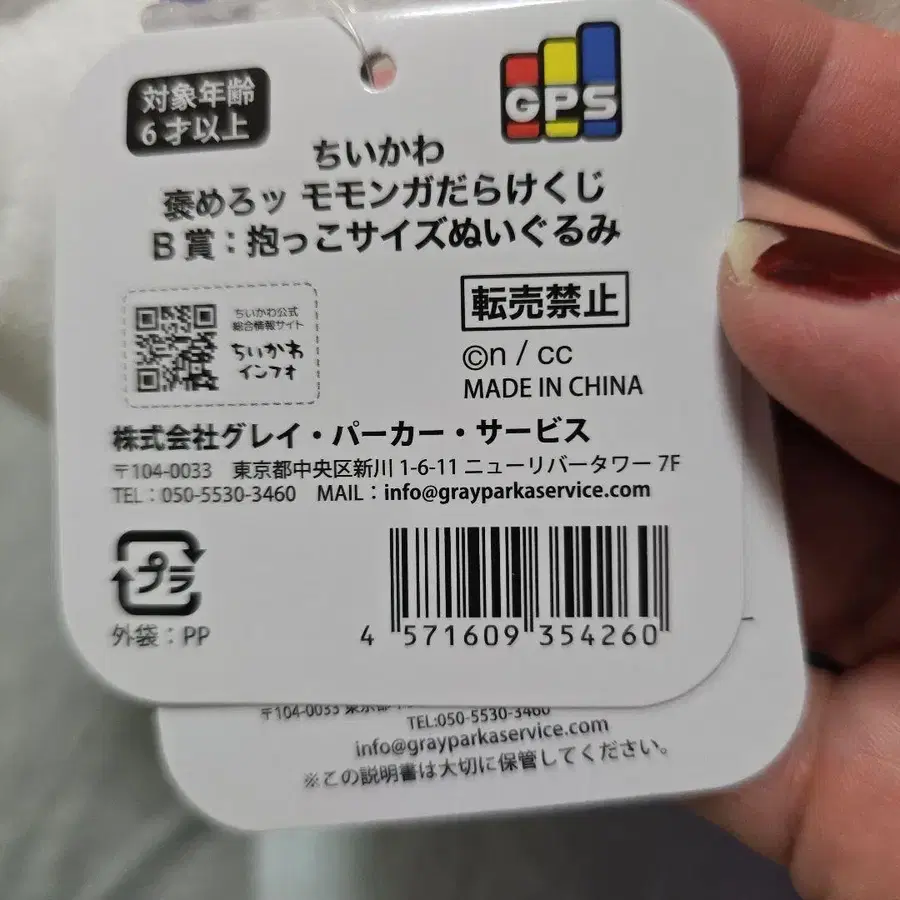 対象年齢
6才以上
GPS
ちいかわ
褒めろッ モモンガだらけくじ
B賞：抱っこサイズぬいぐるみ
ちいかわ公式
総合情報サイト
ちいかわ
インフォ
転売禁止
©n / cc
MADE IN CHINA
株式会社グレイ・パーカー・サービス
〒104-0033 東京都中央区新川 1-6-11 ニューリバータワー 7F
TEL：050-5530-3460 MAIL：info@grayparkaservice.com
プラ
外袋：PP
4 571609 354260
〒104-0033 東京都
TEL:050-5530-3460
info@grayparkaservice.com
※この説明書は大切に保管してください。